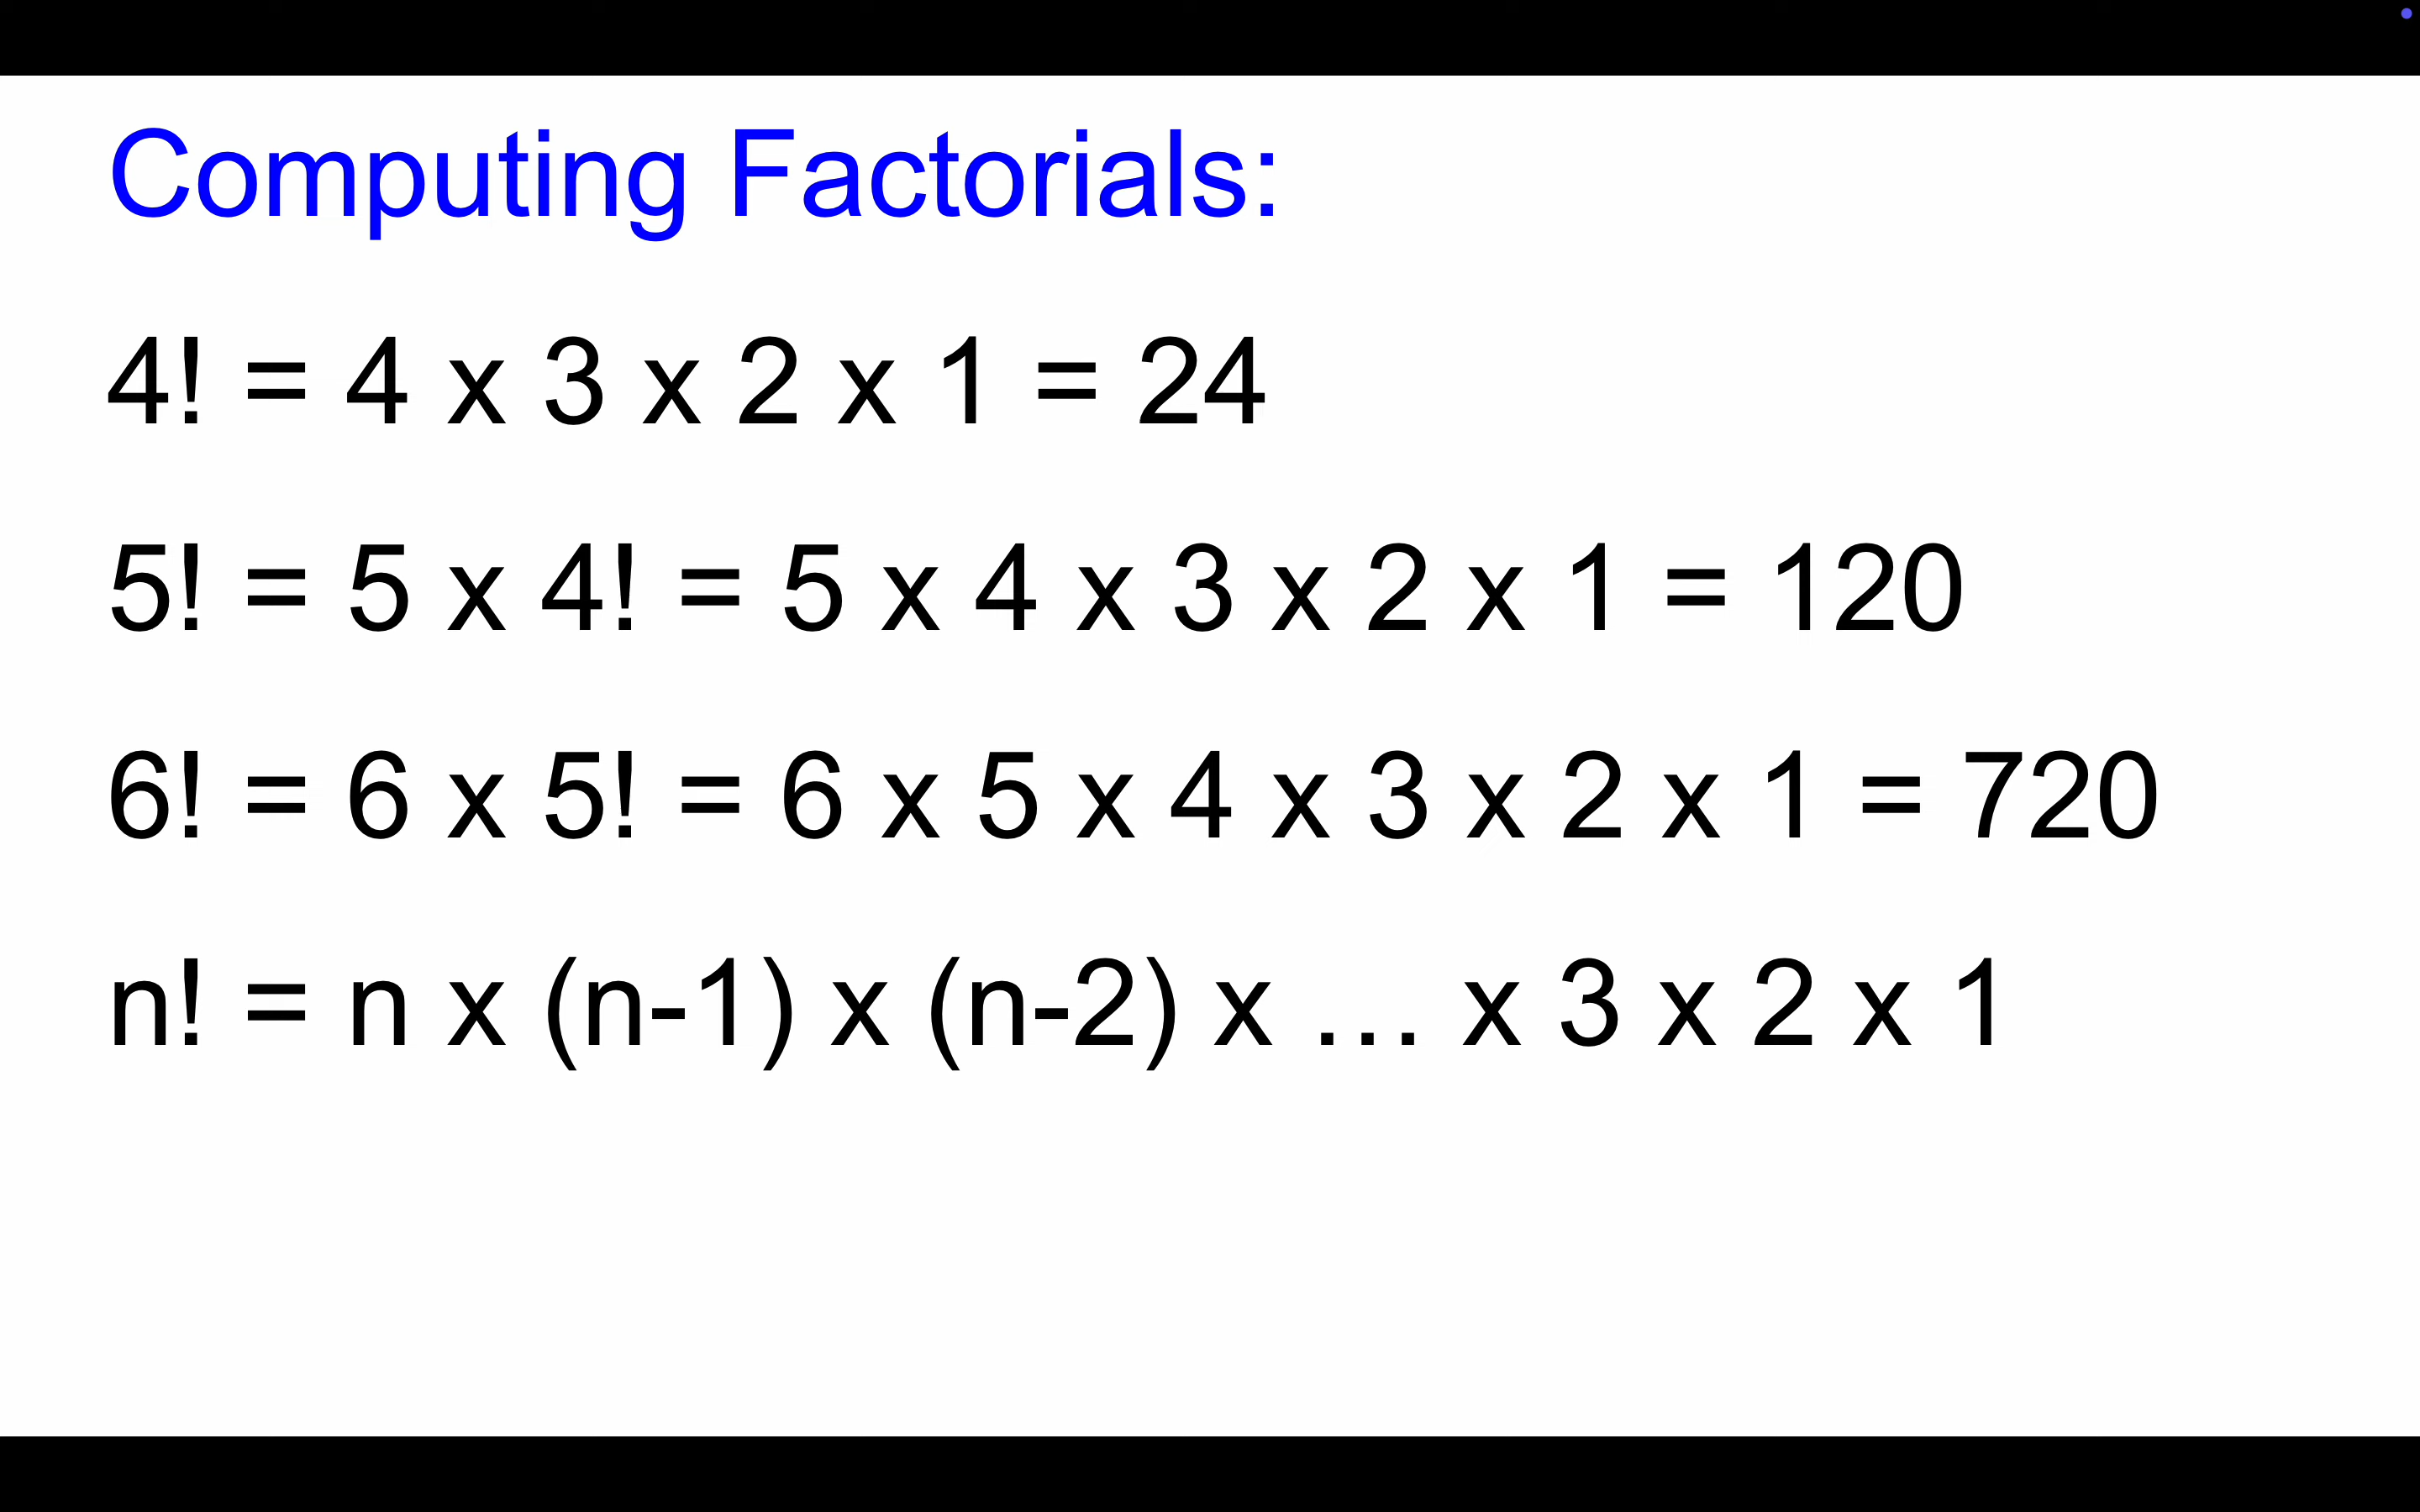 Computing Factorials:
4! = 4 x 3 x 2 x 1 = 24
5! = 5 x 4! = 5 x 4 x 3 x 2 x 1 = 120
6! = 6 x 5! = 6 x 5 x 4 x 3 x 2 x 1 = 720
n! = n x (n-1) x (n-2) x ... x 3 x 2 x 1